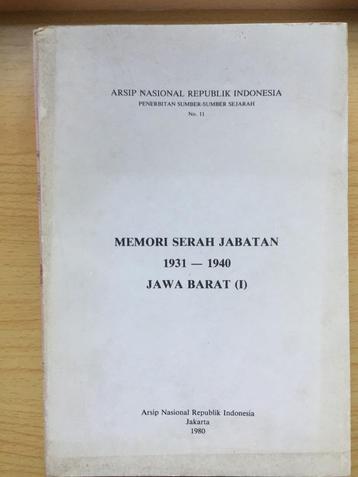 ARSIP NASIONAL REPUBLIK INDONESIA
PENERBITAN SUMBER-SUMBER SEJARAH
No. 11
MEMORI SERAH JABATAN
1931 — 1940
JAWA BARAT (I)
Arsip Nasional Republik Indonesia
Jakarta
1980